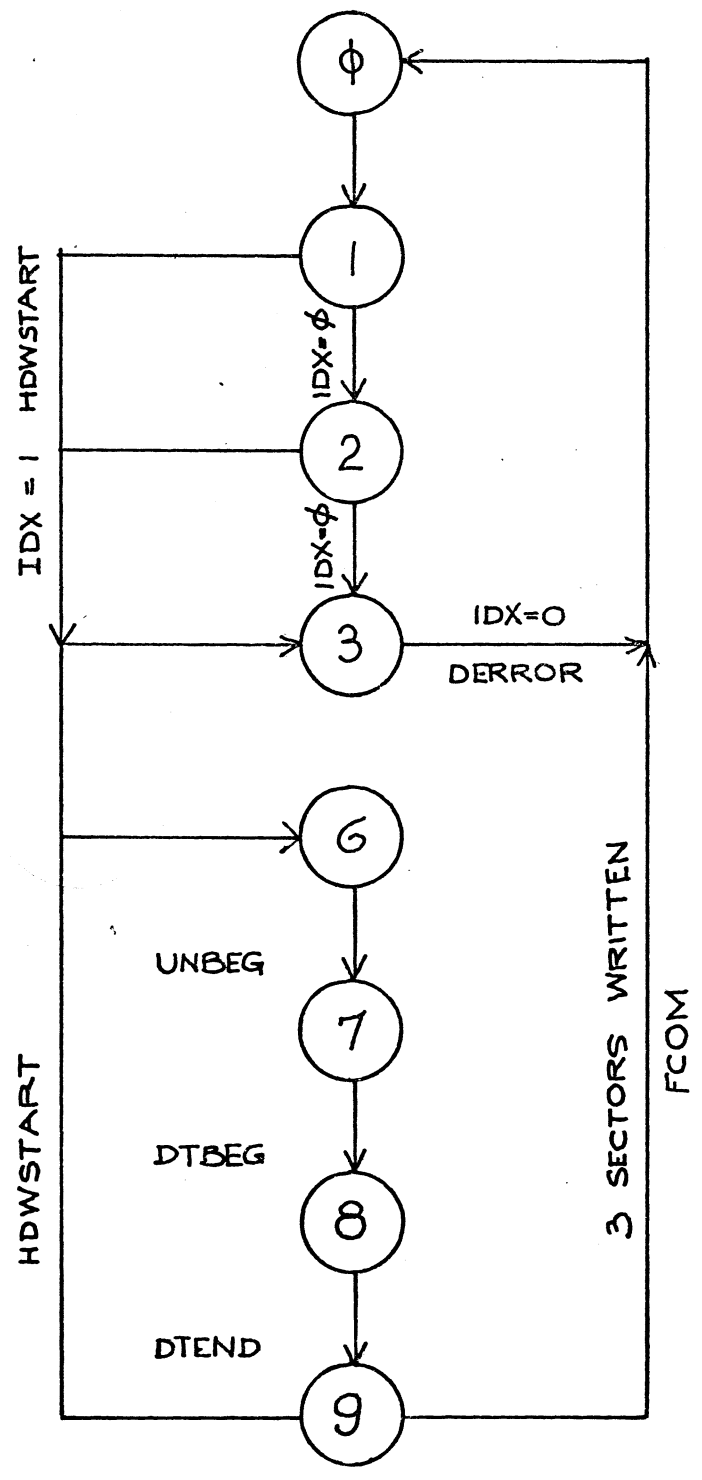 ϕ
1
IDX = 1 HDWSTART
IDX=ϕ
2
IDX=ϕ
3
IDX=0
DERROR
6
UNBEG
7
3 SECTORS WRITTEN
FCOM
HDWSTART
DTBEG
8
DTEND
9